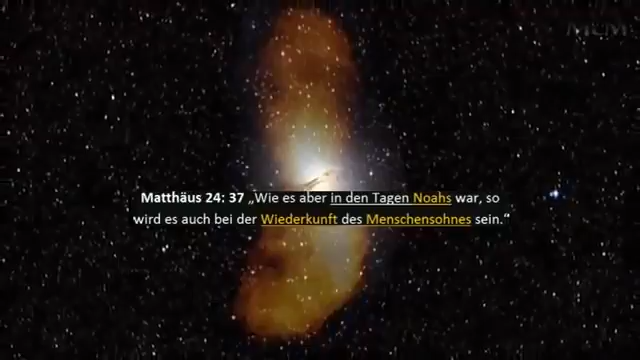 MCM
Matthäus 24: 37 „Wie es aber in den Tagen Noahs war, so
wird es auch bei der Wiederkunft des Menschensohnes sein.“